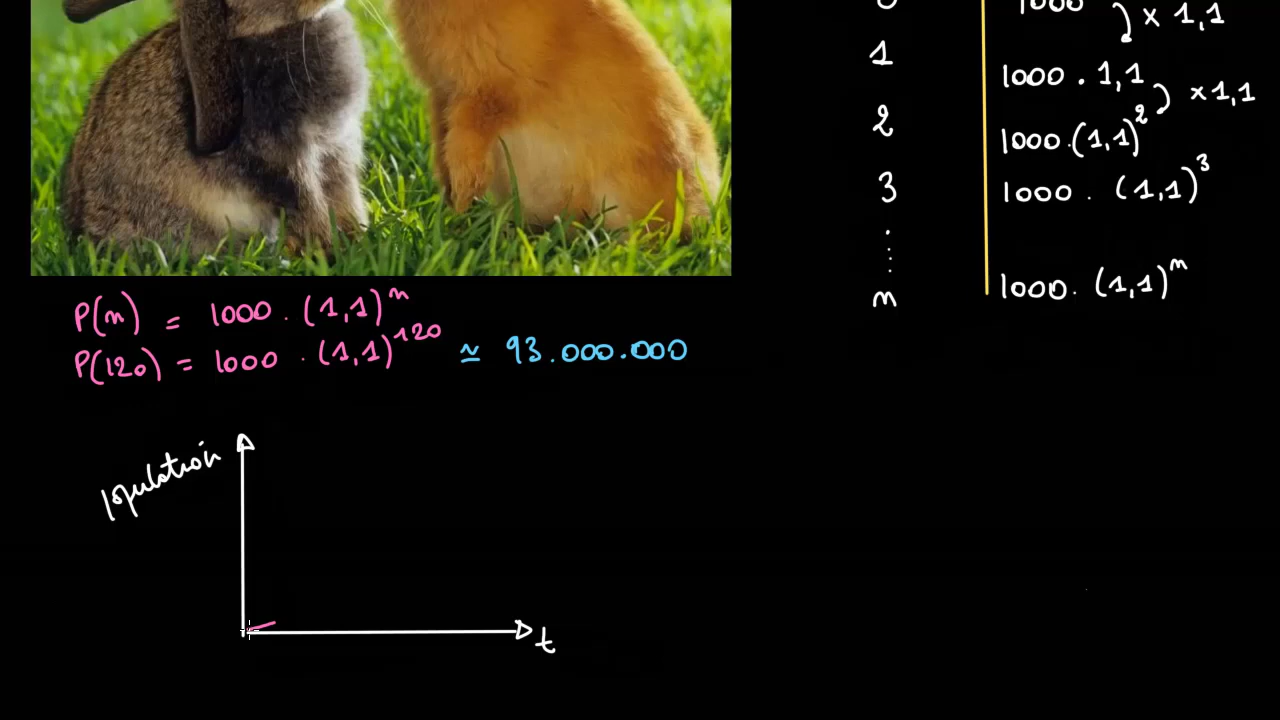 0 1000 x 1,1
1 1000 . 1,1 x 1,1
2 1000 . (1,1)²
3 1000 . (1,1)³
n 1000 . (1,1)ⁿ
P(n) = 1000 . (1,1)ⁿ
P(120) = 1000 . (1,1)¹²⁰ ≃ 93.000.000
population
t